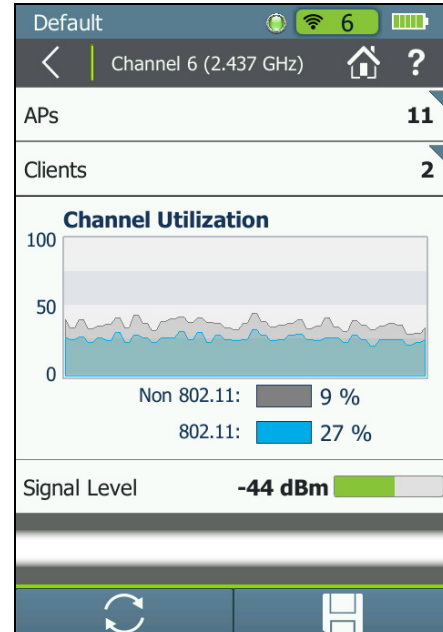 Default 6
Channel 6 (2.437 GHz) ?
APs 11
Clients 2
Channel Utilization
100
50
0
Non 802.11: 9 %
802.11: 27 %
Signal Level -44 dBm